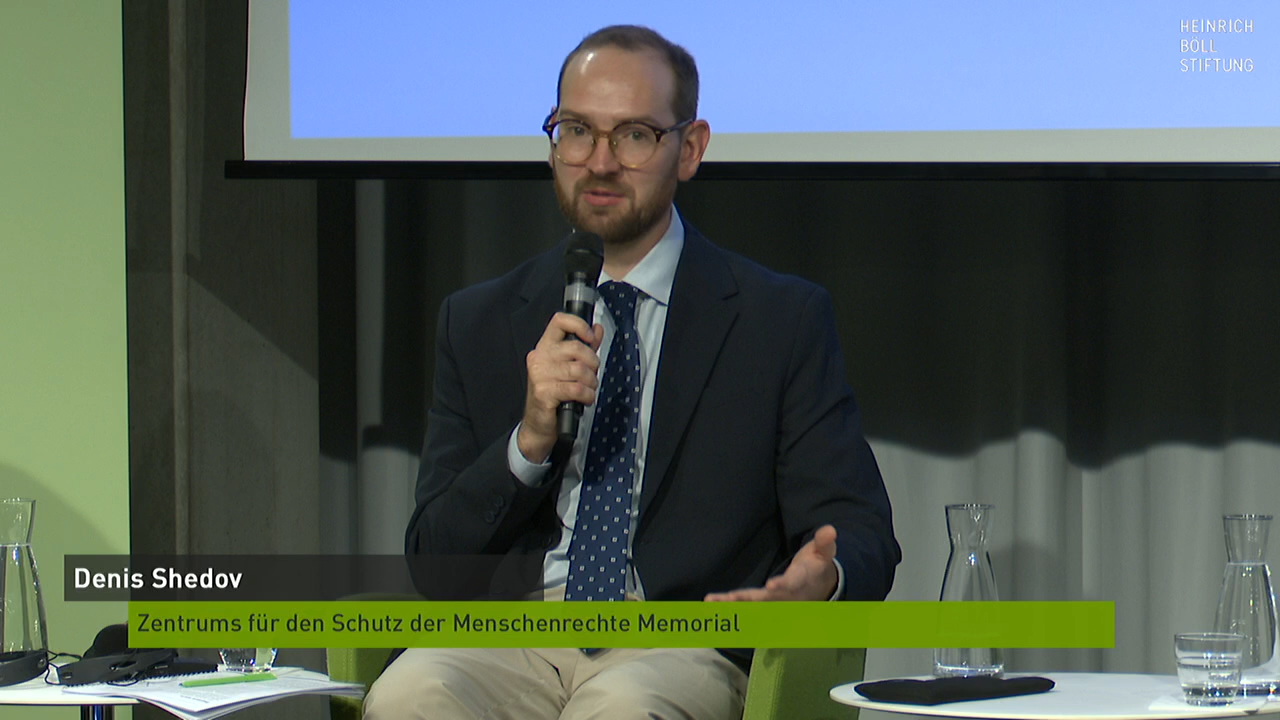 HEINRICH
BÖLL
STIFTUNG
Denis Shedov
Zentrums für den Schutz der Menschenrechte Memorial